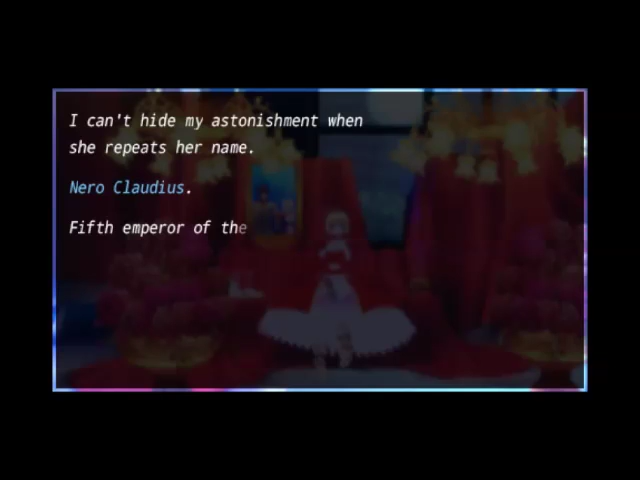 I can't hide my astonishment when
she repeats her name.
Nero Claudius.
Fifth emperor of the